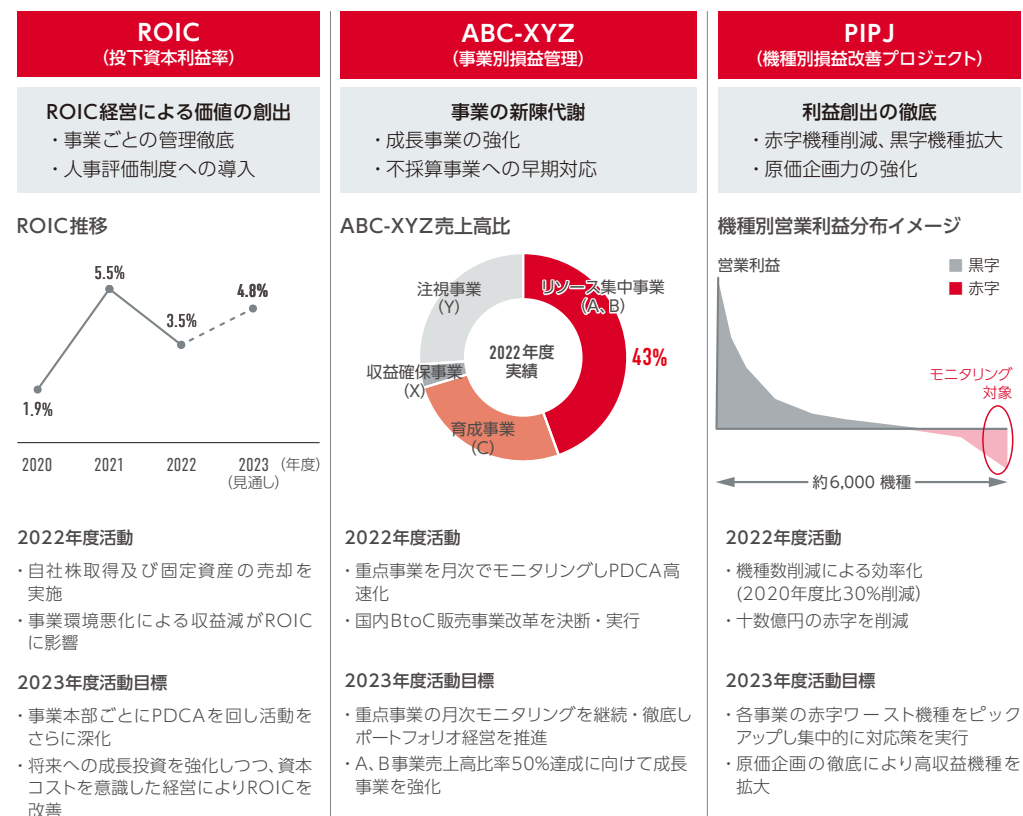 ROIC
(投下資本利益率)
ROIC経営による価値の創出
・事業ごとの管理徹底
・人事評価制度への導入
ROIC推移
1.9%
5.5%
3.5%
4.8%
2020
2021
2022
2023
(年度)
(見通し)
2022年度活動
・自社株取得及び固定資産の売却を
実施
・事業環境悪化による収益減がROIC
に影響
2023年度活動目標
・事業本部ごとにPDCAを回し活動を
さらに深化
・将来への成長投資を強化しつつ、資本
コストを意識した経営によりROICを
改善
ABC-XYZ
(事業別損益管理)
事業の新陳代謝
・成長事業の強化
・不採算事業への早期対応
ABC-XYZ売上高比
注視事業
(Y)
リソース集中事業
(A、B)
2022年度
実績
43%
収益確保事業
(X)
育成事業
(C)
2022年度活動
・重点事業を月次でモニタリングしPDCA高
速化
・国内BtoC販売事業改革を決断・実行
2023年度活動目標
・重点事業の月次モニタリングを継続・徹底し
ポートフォリオ経営を推進
・A、B事業売上高比率50%達成に向けて成長
事業を強化
PIPJ
(機種別損益改善プロジェクト)
利益創出の徹底
・赤字機種削減、黒字機種拡大
・原価企画力の強化
機種別営業利益分布イメージ
営業利益
黒字
赤字
モニタリング
対象
約6,000 機種
2022年度活動
・機種数削減による効率化
(2020年度比30%削減)
・十数億円の赤字を削減
2023年度活動目標
・各事業の赤字ワースト機種をピック
アップし集中的に対応策を実行
・原価企画の徹底により高収益機種を
拡大